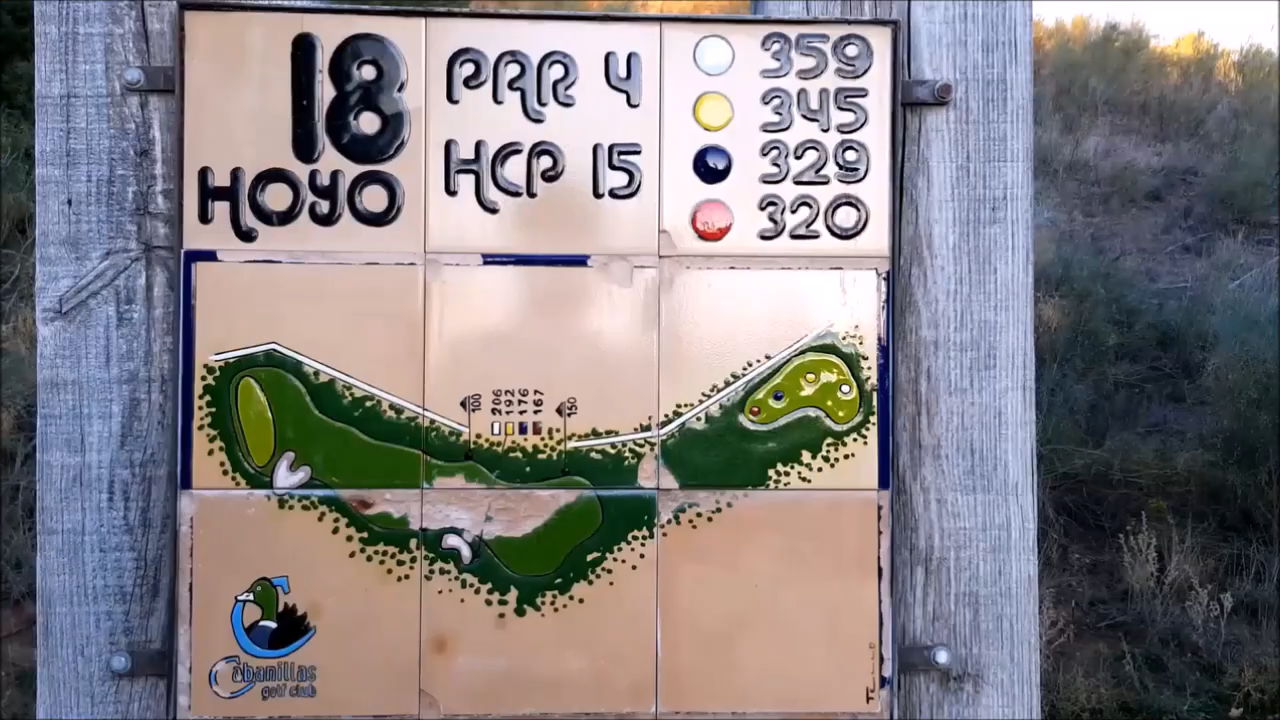 18
HOYO
PAR 4
HCP 15
359
345
329
320
100
206
192
176
167
150
Cabanillas
golf club